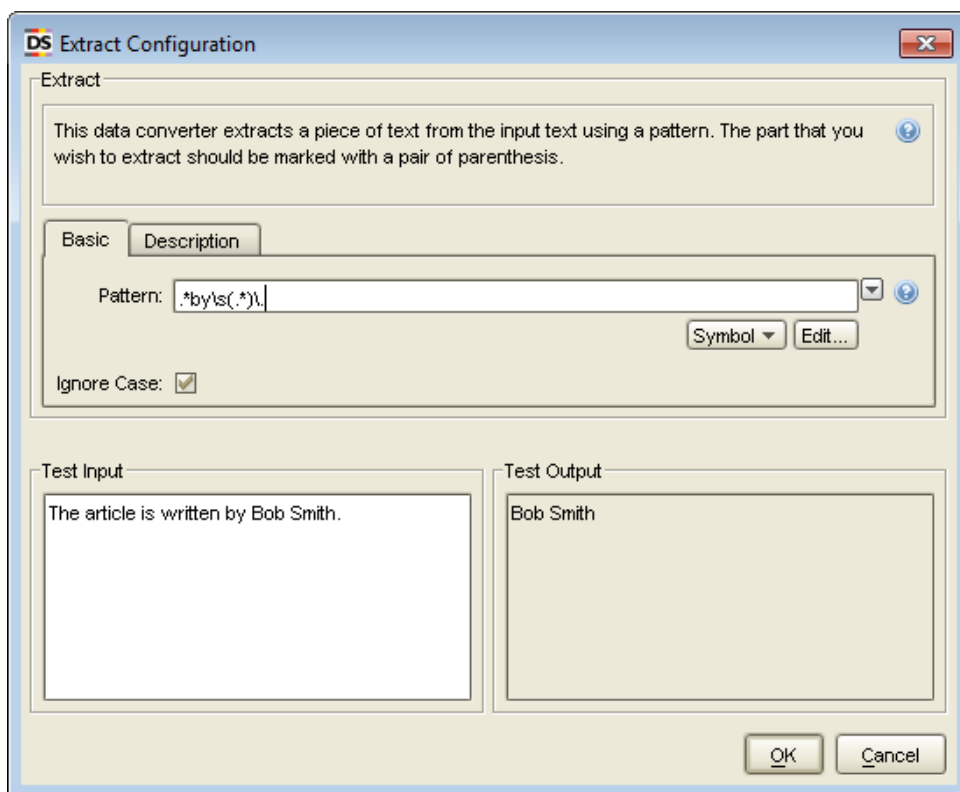 DS Extract Configuration
Extract
This data converter extracts a piece of text from the input text using a pattern. The part that you
wish to extract should be marked with a pair of parenthesis.
Basic Description
Pattern: .*by\s(.*)\.
Symbol Edit...
Ignore Case:
Test Input Test Output
The article is written by Bob Smith. Bob Smith
OK Cancel